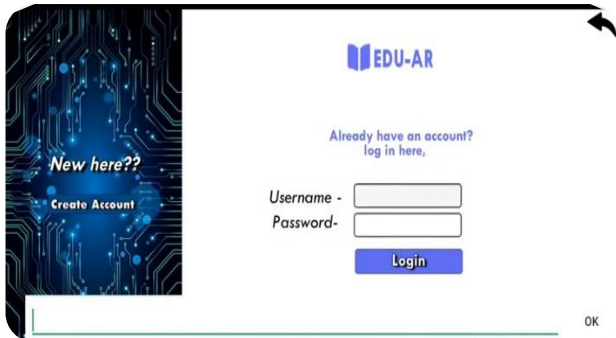 EDU-AR
Already have an account?
log in here,
New here??
Create Account
Username -
Password-
Login
OK